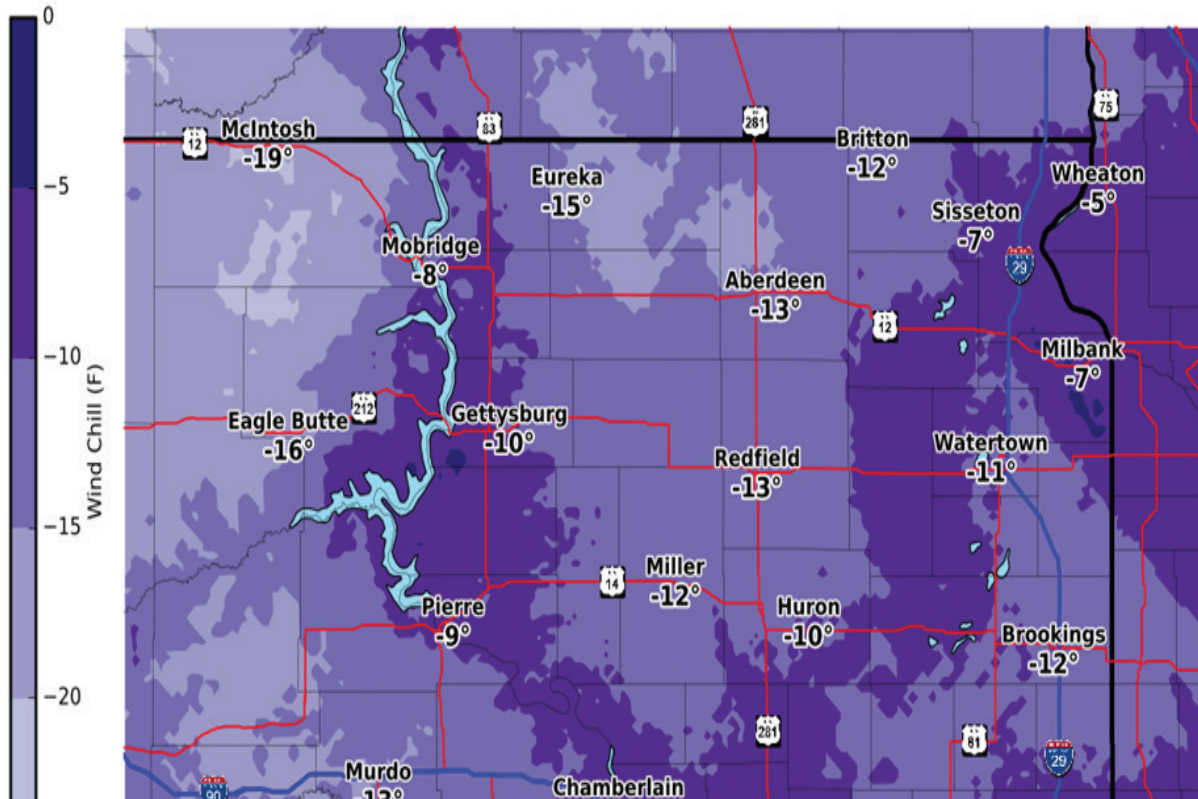 0
-5
-10
-15
-20
Wind Chill (F)
12
McIntosh
-19°
83
281
75
Britton
-12°
Eureka
-15°
Wheaton
-5°
Sisseton
-7°
Mobridge
-8°
29
Aberdeen
-13°
12
Milbank
-7°
212
Eagle Butte
-16°
Gettysburg
-10°
Watertown
-11°
Redfield
-13°
14
Miller
-12°
Pierre
-9°
Huron
-10°
Brookings
-12°
281
81
29
90
Murdo
-13°
Chamberlain